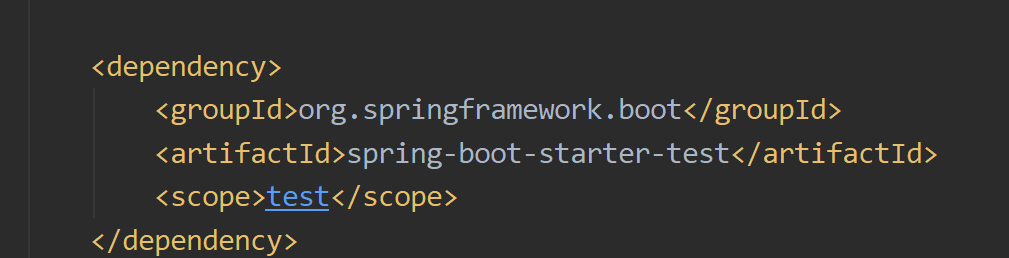 <dependency>
<groupId>org.springframework.boot</groupId>
<artifactId>spring-boot-starter-test</artifactId>
<scope>test</scope>
</dependency>